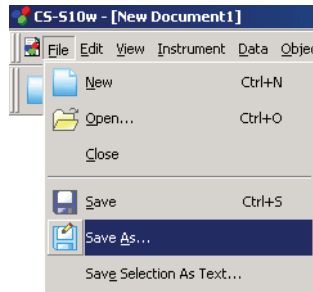 CS-S10w - [New Document1]
File Edit View Instrument Data Objec
New Ctrl+N
Open... Ctrl+O
Close
Save Ctrl+S
Save As...
Save Selection As Text...